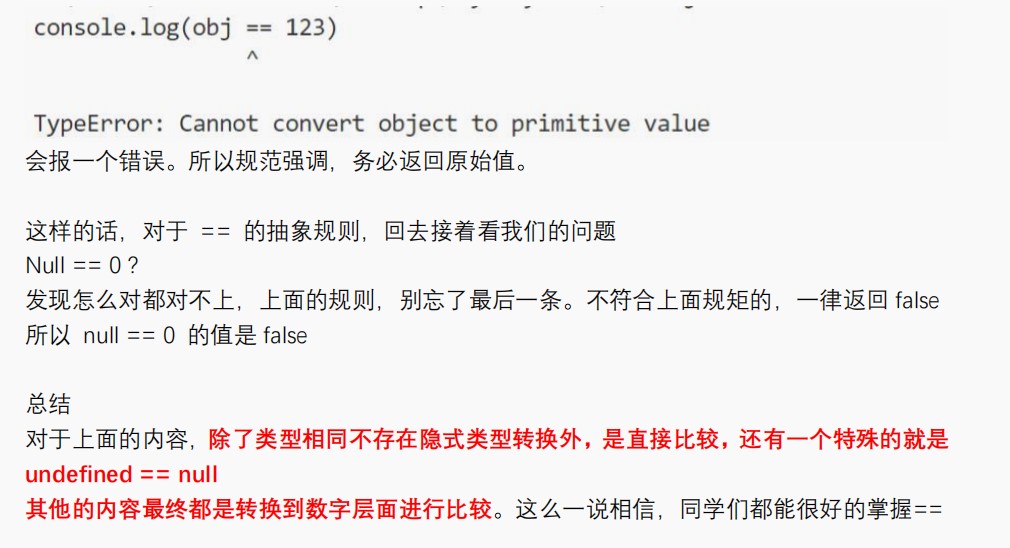 console.log(obj == 123)
^
TypeError: Cannot convert object to primitive value
会报一个错误。所以规范强调，务必返回原始值。
这样的话，对于 == 的抽象规则，回去接着看我们的问题
Null == 0？
发现怎么对都对不上，上面的规则，别忘了最后一条。不符合上面规矩的，一律返回 false
所以 null == 0 的值是 false
总结
对于上面的内容，除了类型相同不存在隐式类型转换外，是直接比较，还有一个特殊的就是
undefined == null
其他的内容最终都是转换到数字层面进行比较。这么一说相信，同学们都能很好的掌握==